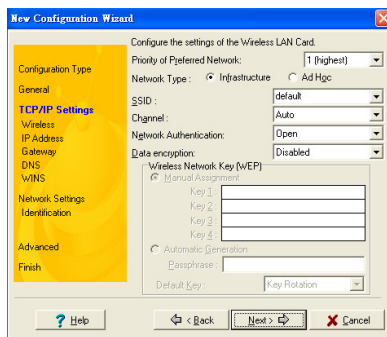 New Configuration Wizard
Configure the settings of the Wireless LAN Card.
Configuration Type
General
TCP/IP Settings
Wireless
IP Address
Gateway
DNS
WINS
Network Settings
Identification
Advanced
Finish
Priority of Preferred Network: 1 (highest)
Network Type : Infrastructure Ad Hoc
SSID : default
Channel : Auto
Network Authentication: Open
Data encryption: Disabled
Wireless Network Key (WEP)
Manual Assignment
Key 1 :
Key 2 :
Key 3 :
Key 4 :
Automatic Generation
Passphrase :
Default Key : Key Rotation
? Help
< Back
Next >
Cancel